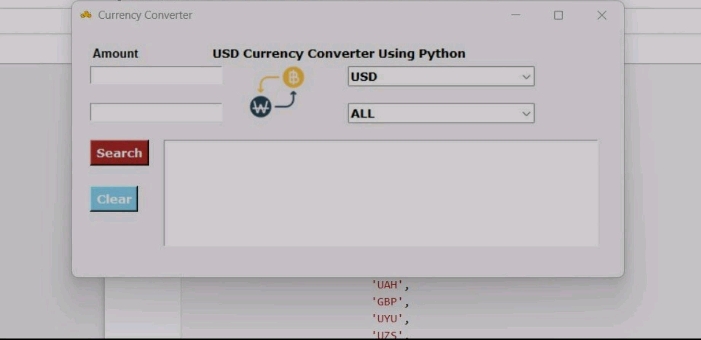 Currency Converter
Amount
USD Currency Converter Using Python
USD
ALL
Search
Clear
'UAH',
'GBP',
'UYU',
'UZS'